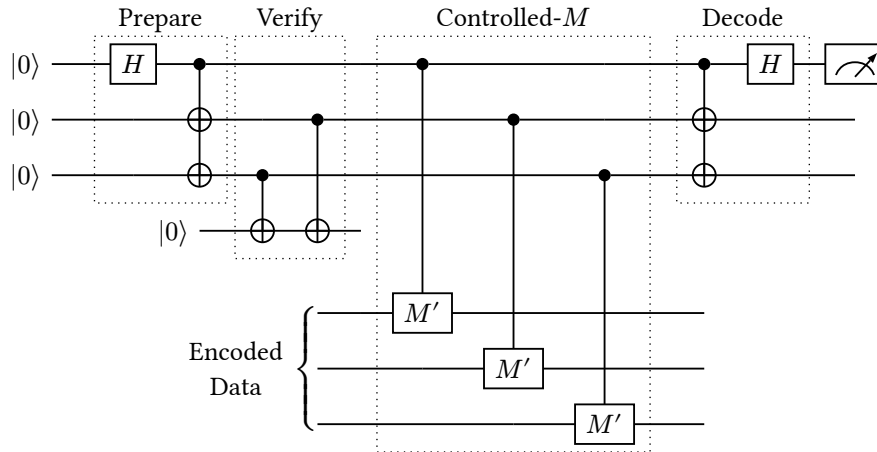 Prepare Verify Controlled-M Decode
|0⟩ H H
|0⟩
|0⟩
|0⟩
M′
Encoded
M′
Data
M′